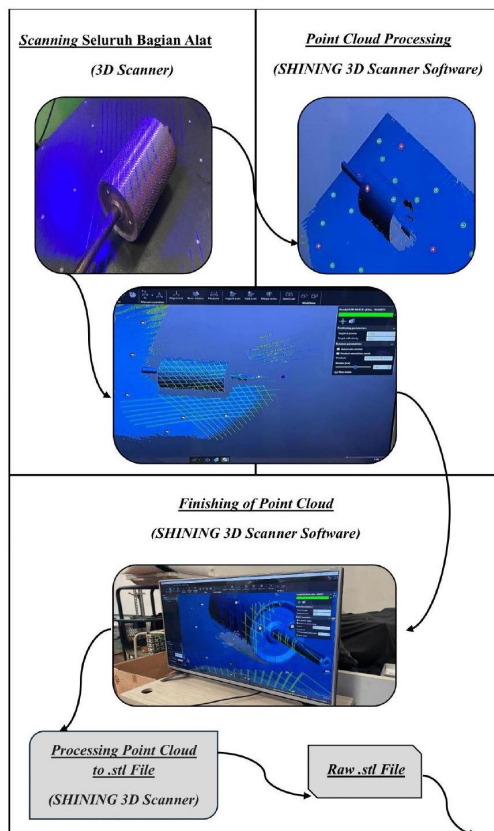 Scanning Seluruh Bagian Alat
(3D Scanner)
Point Cloud Processing
(SHINING 3D Scanner Software)
Finishing of Point Cloud
(SHINING 3D Scanner Software)
Processing Point Cloud
to .stl File
(SHINING 3D Scanner)
Raw .stl File